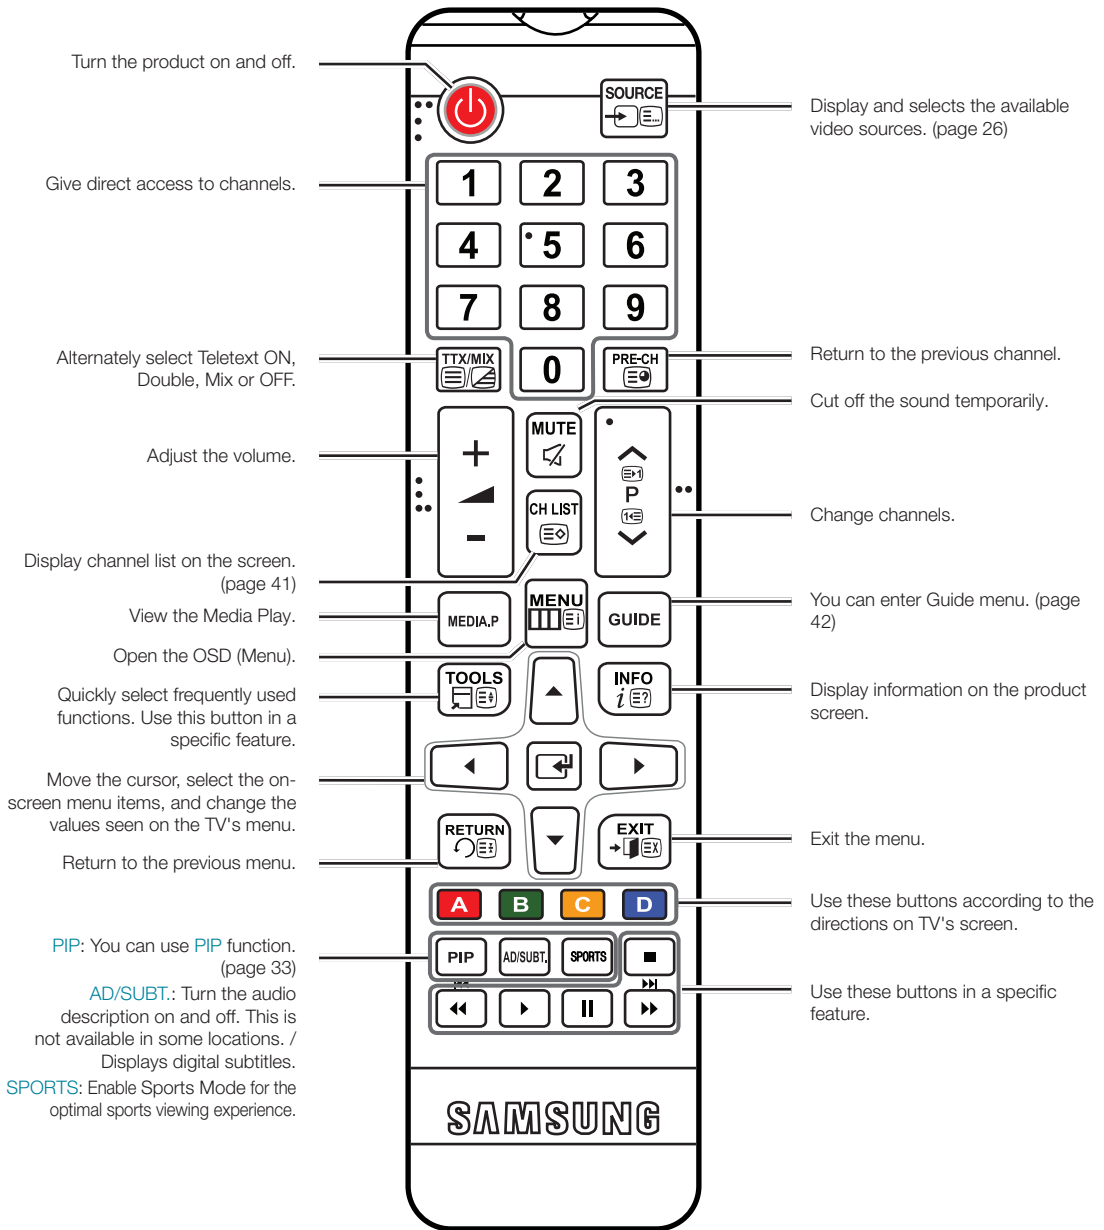 Turn the product on and off.
SOURCE
Display and selects the available
video sources. (page 26)
Give direct access to channels.
1 2 3
4 5 6
7 8 9
0
Alternately select Teletext ON,
Double, Mix or OFF.
TTX/MIX
PRE-CH
Return to the previous channel.
Cut off the sound temporarily.
MUTE
Adjust the volume.
P
CH LIST
Change channels.
Display channel list on the screen.
(page 41)
View the Media Play.
MEDIA.P
MENU
GUIDE
You can enter Guide menu. (page
42)
Open the OSD (Menu).
TOOLS
INFO
Quickly select frequently used
functions. Use this button in a
specific feature.
Display information on the product
screen.
Move the cursor, select the on-
screen menu items, and change the
values seen on the TV's menu.
RETURN
EXIT
Return to the previous menu.
Exit the menu.
A B C D
Use these buttons according to the
directions on TV's screen.
PIP: You can use PIP function.
(page 33)
PIP AD/SUBT. SPORTS
AD/SUBT.: Turn the audio
description on and off. This is
not available in some locations. /
Displays digital subtitles.
Use these buttons in a specific
feature.
SPORTS: Enable Sports Mode for the
optimal sports viewing experience.
SAMSUNG